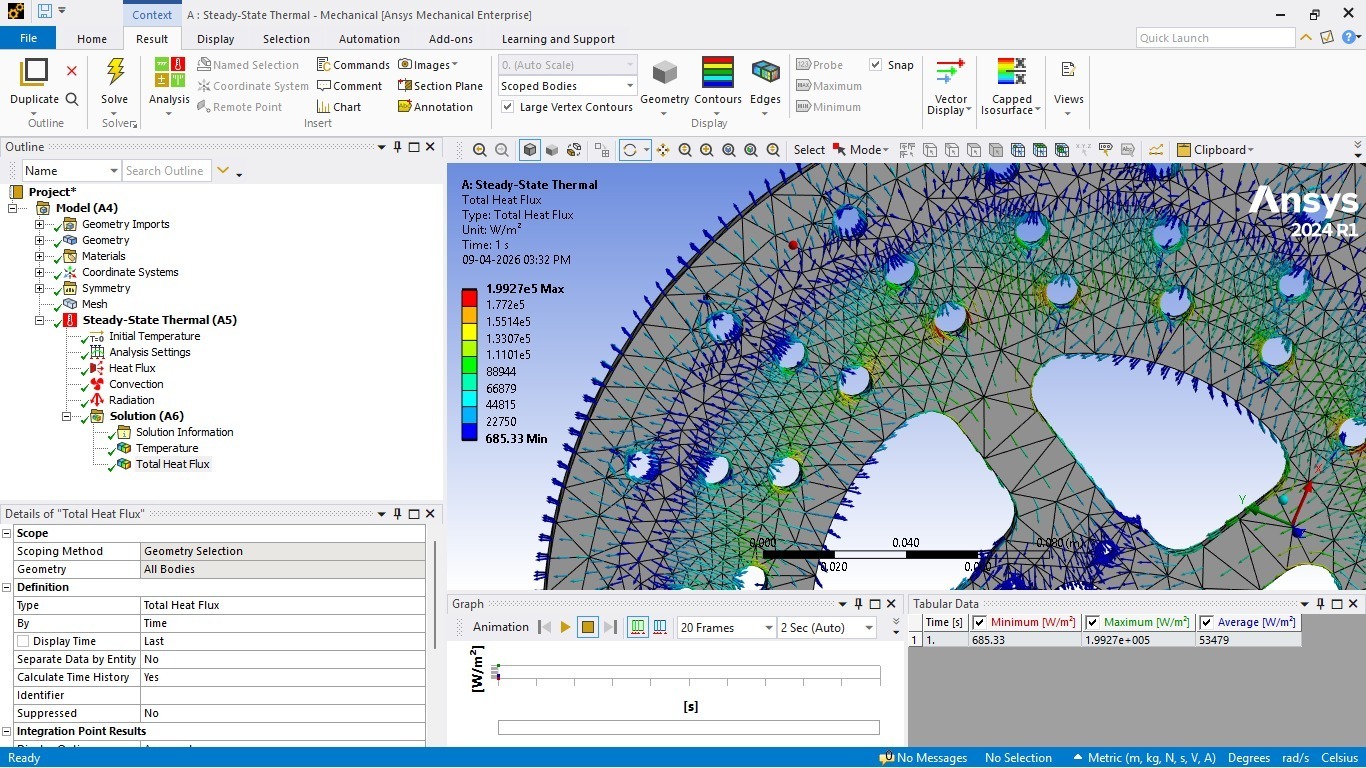 Context
A : Steady-State Thermal - Mechanical [Ansys Mechanical Enterprise]
File
Home
Result
Display
Selection
Automation
Add-ons
Learning and Support
Quick Launch
Duplicate
Outline
Solve
Solver
Analysis
Named Selection
Coordinate System
Remote Point
Commands
Comment
Chart
Images
Section Plane
Annotation
Insert
0. (Auto Scale)
Scoped Bodies
Large Vertex Contours
Geometry
Contours
Edges
Display
Probe
Maximum
Minimum
Snap
Vector
Display
Capped
Isosurface
Views
Outline
Name
Search Outline
Select
Mode
Clipboard
Project*
Model (A4)
Geometry Imports
Geometry
Materials
Coordinate Systems
Symmetry
Mesh
Steady-State Thermal (A5)
Initial Temperature
Analysis Settings
Heat Flux
Convection
Radiation
Solution (A6)
Solution Information
Temperature
Total Heat Flux
A: Steady-State Thermal
Total Heat Flux
Type: Total Heat Flux
Unit: W/m²
Time: 1 s
09-04-2026 03:32 PM
1.9927e5 Max
1.772e5
1.5514e5
1.3307e5
1.1101e5
88944
66879
44815
22750
685.33 Min
Ansys
2024 R1
Y
X
0.000
0.040
0.020
Details of "Total Heat Flux"
Scope
Scoping Method Geometry Selection
Geometry All Bodies
Definition
Type Total Heat Flux
By Time
Display Time Last
Separate Data by Entity No
Calculate Time History Yes
Identifier
Suppressed No
Integration Point Results
Graph
Animation
20 Frames
2 Sec (Auto)
[W/m²]
[s]
Tabular Data
Time [s] Minimum [W/m²] Maximum [W/m²] Average [W/m²]
1 1. 685.33 1.9927e+005 53479
Ready
0 No Messages
No Selection
Metric (m, kg, N, s, V, A)
Degrees
rad/s
Celsius